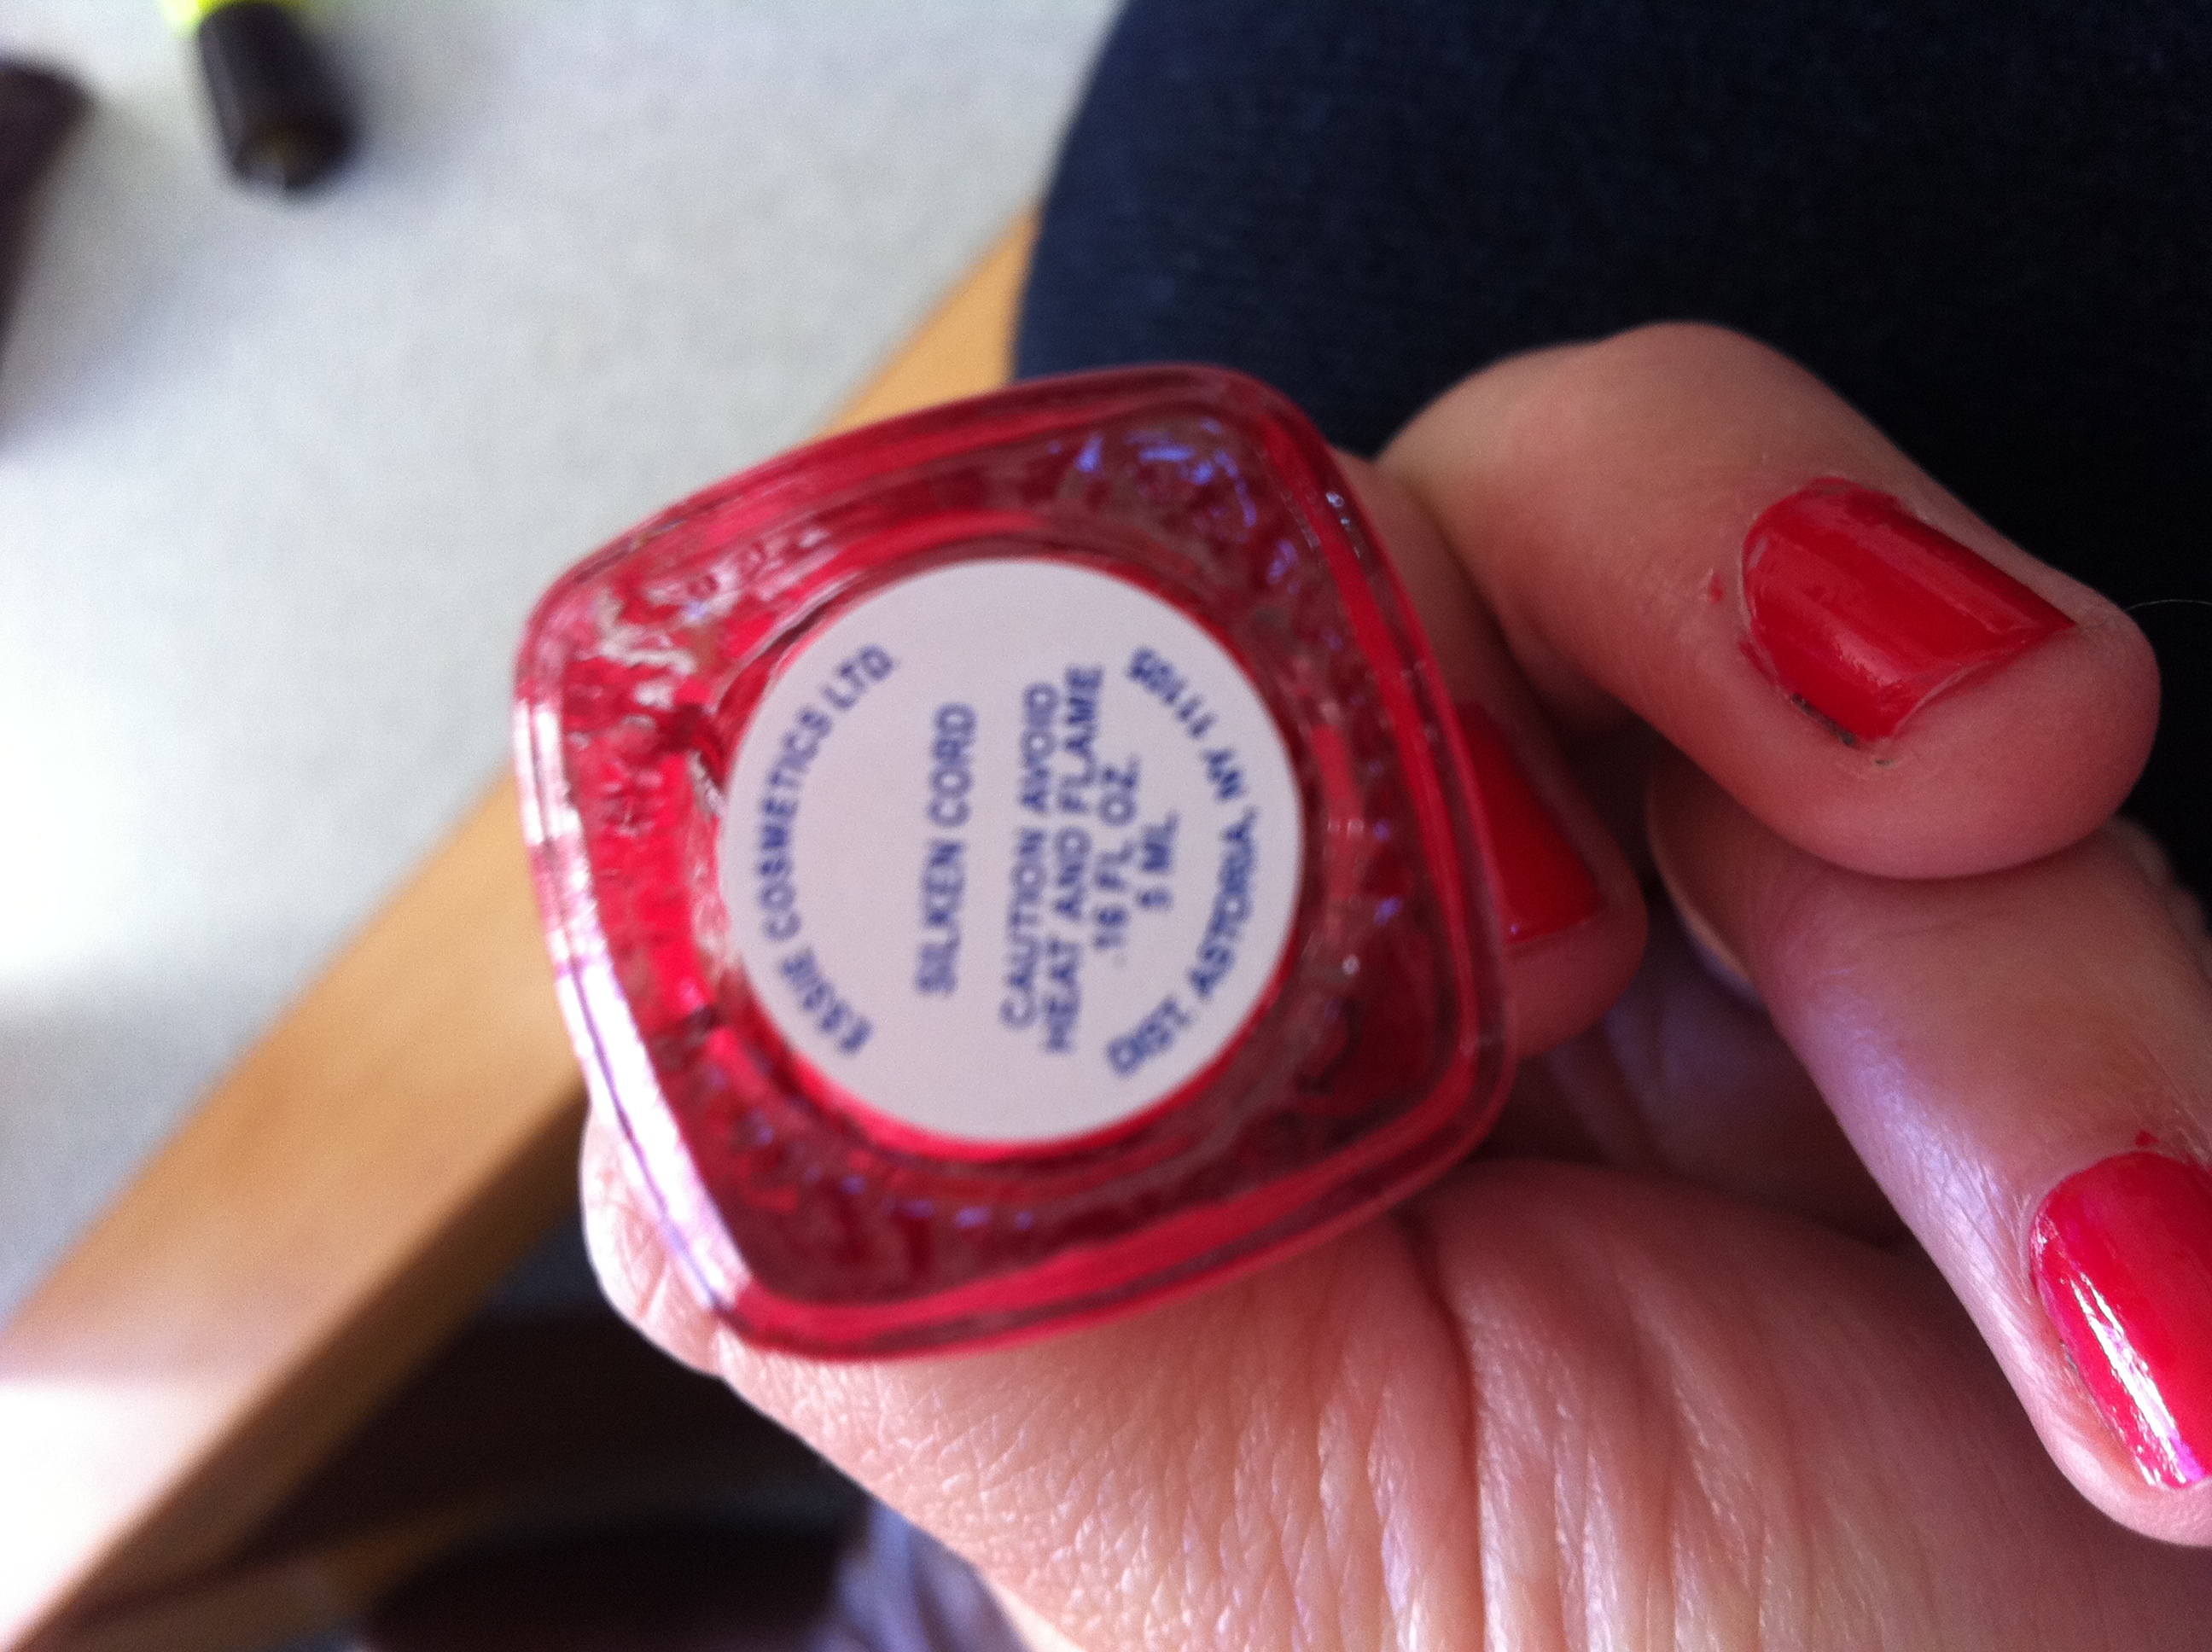 ESSIE COSMETICS LTD.
SILKEN CORD
CAUTION AVOID
HEAT AND FLAME
.16 FL OZ.
5 ML
DIST. ASTORIA, NY 11105